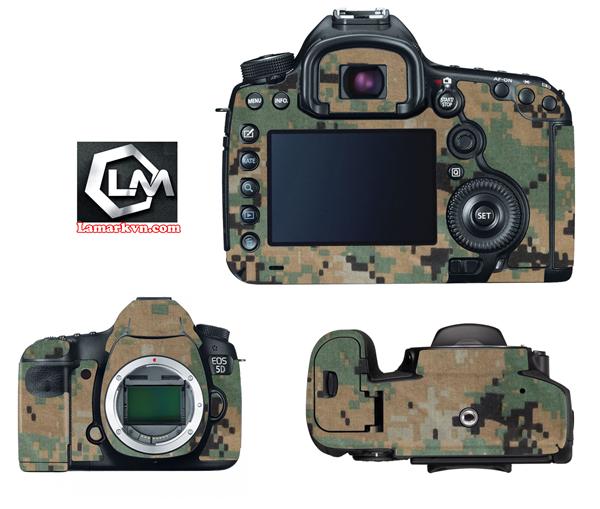 AF-ON
MENU
INFO.
START/
STOP
RATE
Q
SET
LM
Lamarkvn.com
EOS
5D